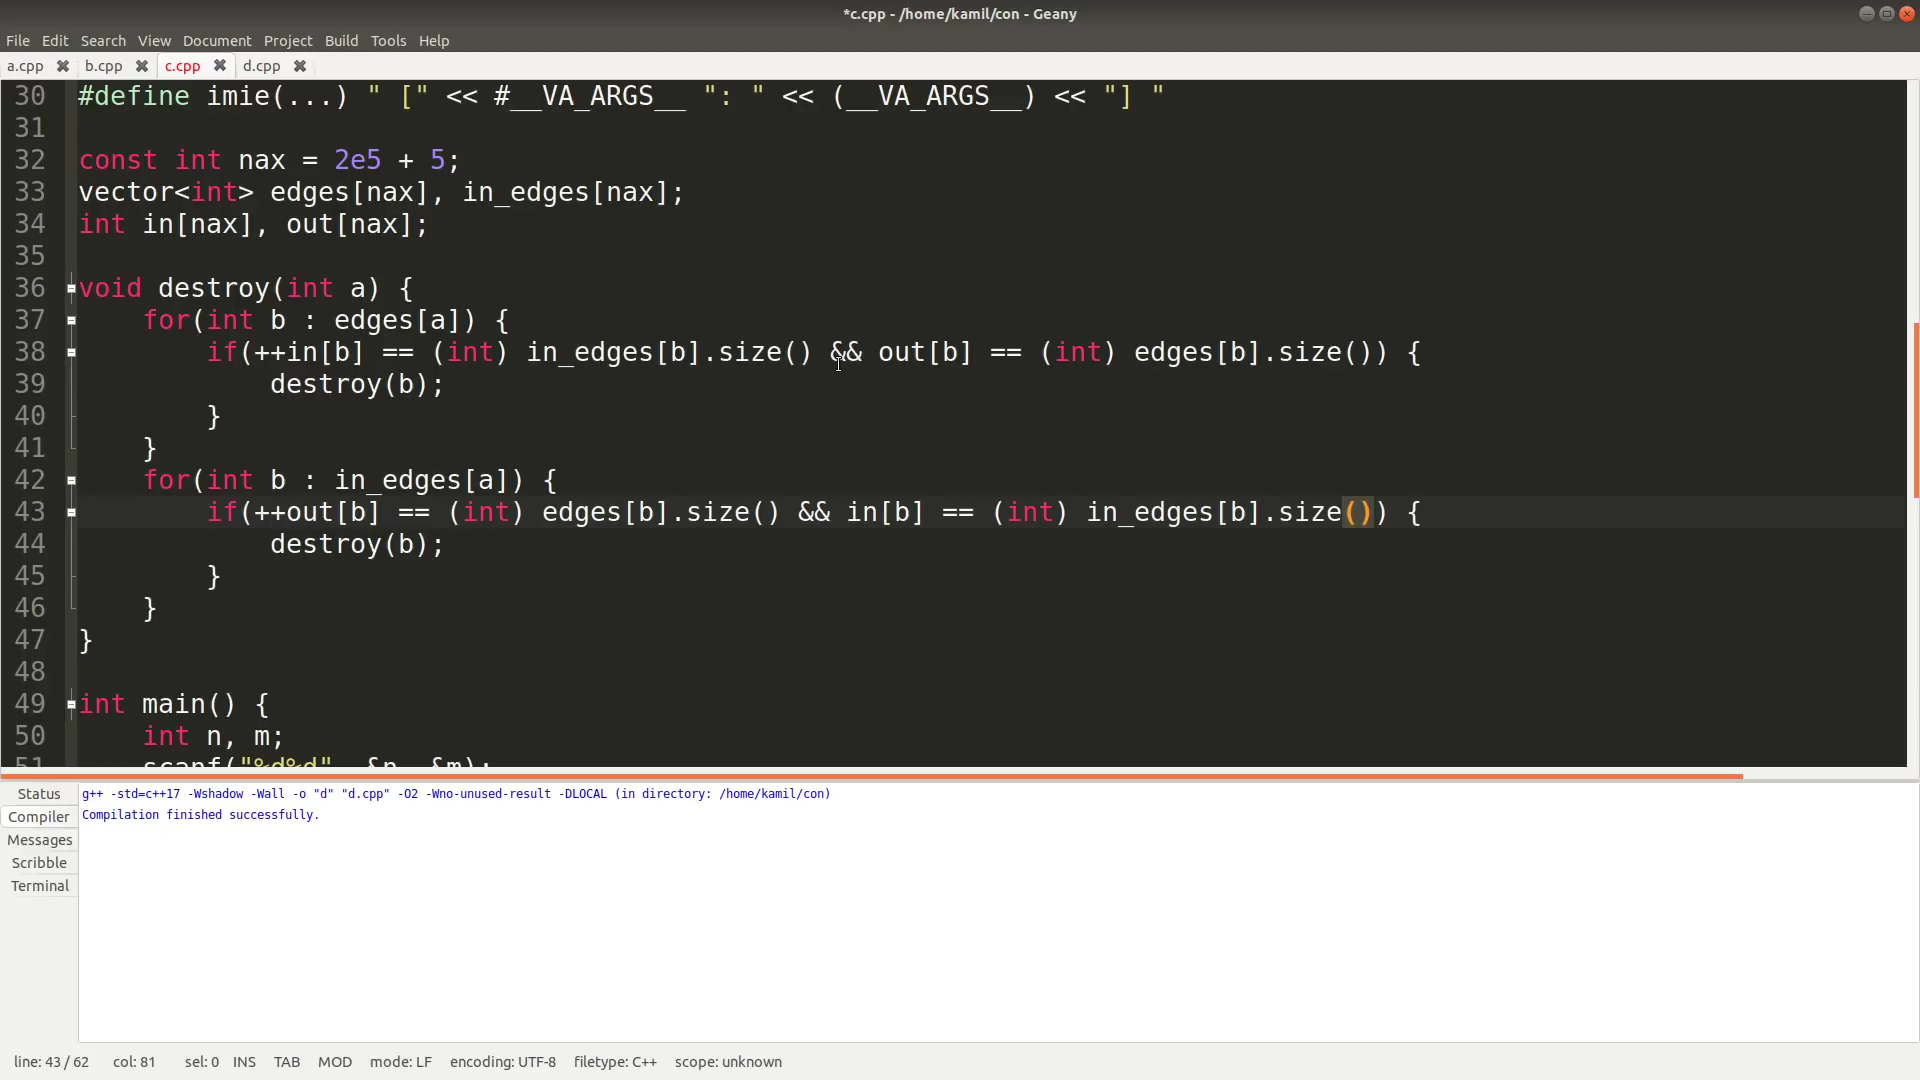 *c.cpp - /home/kamil/con - Geany
File Edit Search View Document Project Build Tools Help
a.cpp b.cpp c.cpp d.cpp
30 #define imie(...) " [" << #__VA_ARGS__ ": " << (__VA_ARGS__) << "] "
31
32 const int nax = 2e5 + 5;
33 vector<int> edges[nax], in_edges[nax];
34 int in[nax], out[nax];
35
36 void destroy(int a) {
37 for(int b : edges[a]) {
38 if(++in[b] == (int) in_edges[b].size() && out[b] == (int) edges[b].size()) {
39 destroy(b);
40 }
41 }
42 for(int b : in_edges[a]) {
43 if(++out[b] == (int) edges[b].size() && in[b] == (int) in_edges[b].size()) {
44 destroy(b);
45 }
46 }
47 }
48
49 int main() {
50 int n, m;
51 scanf("%d%d", &n, &m);
Status
Compiler
Messages
Scribble
Terminal
g++ -std=c++17 -Wshadow -Wall -o "d" "d.cpp" -O2 -Wno-unused-result -DLOCAL (in directory: /home/kamil/con)
Compilation finished successfully.
line: 43 / 62 col: 81 sel: 0 INS TAB MOD mode: LF encoding: UTF-8 filetype: C++ scope: unknown